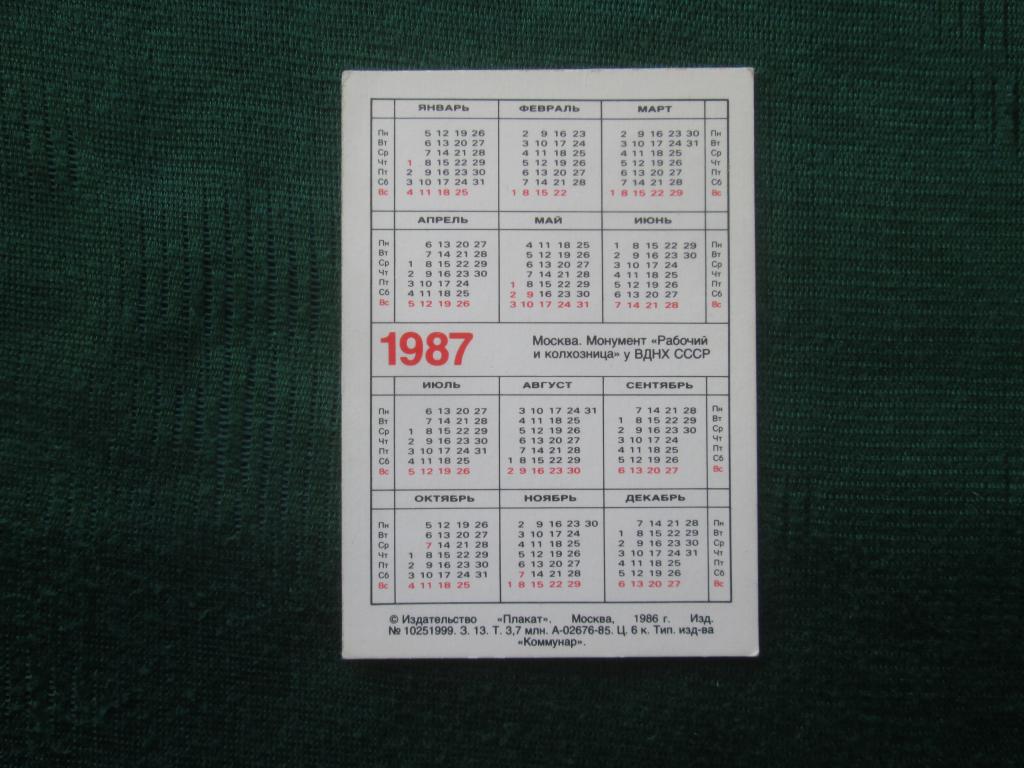 ЯНВАРЬ ФЕВРАЛЬ МАРТ
Пн 5 12 19 26 2 9 16 23 2 9 16 23 30 Пн
Вт 6 13 20 27 3 10 17 24 3 10 17 24 31 Вт
Ср 7 14 21 28 4 11 18 25 4 11 18 25 Ср
Чт 1 8 15 22 29 5 12 19 26 5 12 19 26 Чт
Пт 2 9 16 23 30 6 13 20 27 6 13 20 27 Пт
Сб 3 10 17 24 31 7 14 21 28 7 14 21 28 Сб
Вс 4 11 18 25 1 8 15 22 1 8 15 22 29 Вс
АПРЕЛЬ МАЙ ИЮНЬ
Пн 6 13 20 27 4 11 18 25 1 8 15 22 29 Пн
Вт 7 14 21 28 5 12 19 26 2 9 16 23 30 Вт
Ср 1 8 15 22 29 6 13 20 27 3 10 17 24 Ср
Чт 2 9 16 23 30 7 14 21 28 4 11 18 25 Чт
Пт 3 10 17 24 1 8 15 22 29 5 12 19 26 Пт
Сб 4 11 18 25 2 9 16 23 30 6 13 20 27 Сб
Вс 5 12 19 26 3 10 17 24 31 7 14 21 28 Вс
1987 Москва. Монумент «Рабочий
и колхозница» у ВДНХ СССР
ИЮЛЬ АВГУСТ СЕНТЯБРЬ
Пн 6 13 20 27 3 10 17 24 31 7 14 21 28 Пн
Вт 7 14 21 28 4 11 18 25 1 8 15 22 29 Вт
Ср 1 8 15 22 29 5 12 19 26 2 9 16 23 30 Ср
Чт 2 9 16 23 30 6 13 20 27 3 10 17 24 Чт
Пт 3 10 17 24 31 7 14 21 28 4 11 18 25 Пт
Сб 4 11 18 25 1 8 15 22 29 5 12 19 26 Сб
Вс 5 12 19 26 2 9 16 23 30 6 13 20 27 Вс
ОКТЯБРЬ НОЯБРЬ ДЕКАБРЬ
Пн 5 12 19 26 2 9 16 23 30 7 14 21 28 Пн
Вт 6 13 20 27 3 10 17 24 1 8 15 22 29 Вт
Ср 7 14 21 28 4 11 18 25 2 9 16 23 30 Ср
Чт 1 8 15 22 29 5 12 19 26 3 10 17 24 31 Чт
Пт 2 9 16 23 30 6 13 20 27 4 11 18 25 Пт
Сб 3 10 17 24 31 7 14 21 28 5 12 19 26 Сб
Вс 4 11 18 25 1 8 15 22 29 6 13 20 27 Вс
© Издательство «Плакат». Москва, 1986 г. Изд.
№ 10251999. З. 13. Т. 3,7 млн. А-02676-85. Ц. 6 к. Тип. изд-ва
«Коммунар».